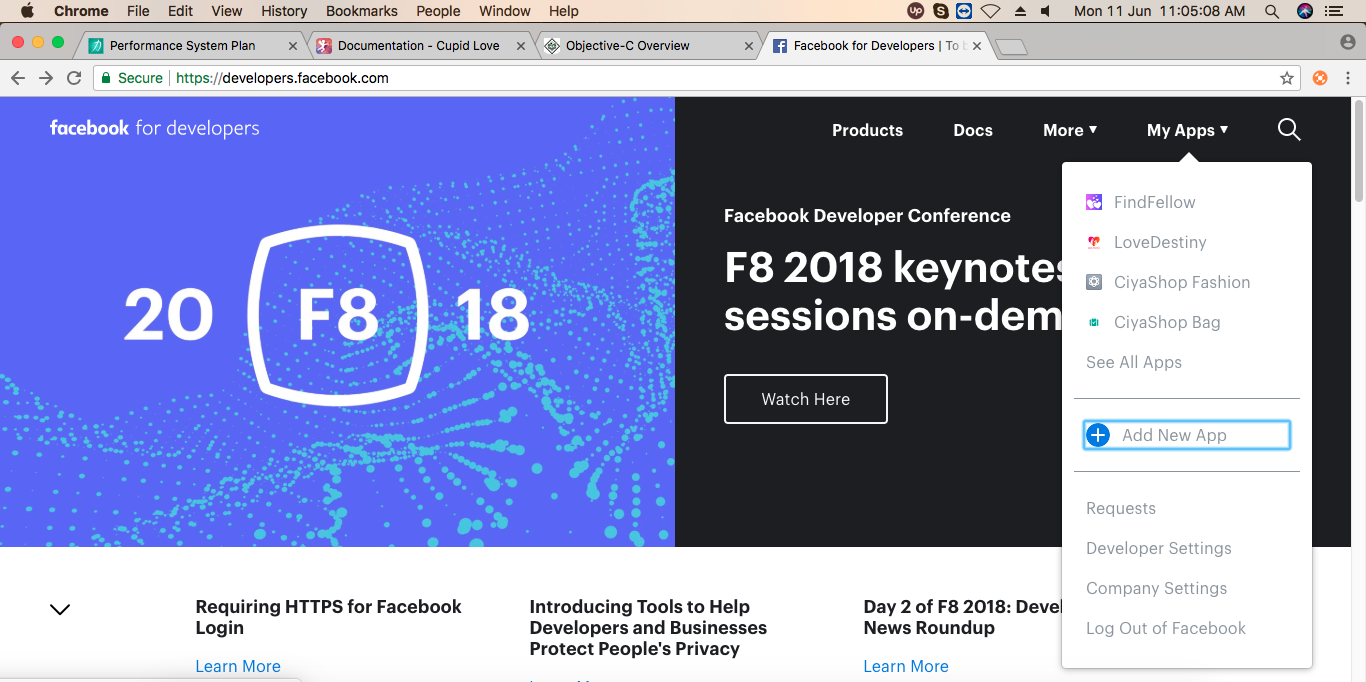 Chrome File Edit View History Bookmarks People Window Help
Up S Mon 11 Jun 11:05:08 AM
Performance System Plan
Documentation - Cupid Love
Objective-C Overview
Facebook for Developers | To
Secure https://developers.facebook.com
facebook for developers
Products Docs More My Apps
20 F8 18
Facebook Developer Conference
F8 2018 keynotes
sessions on-dem
Watch Here
FindFellow
LoveDestiny
CiyaShop Fashion
CiyaShop Bag
See All Apps
Add New App
Requests
Developer Settings
Company Settings
Log Out of Facebook
Requiring HTTPS for Facebook
Login
Learn More
Introducing Tools to Help
Developers and Businesses
Protect People's Privacy
Day 2 of F8 2018: Devel
News Roundup
Learn More